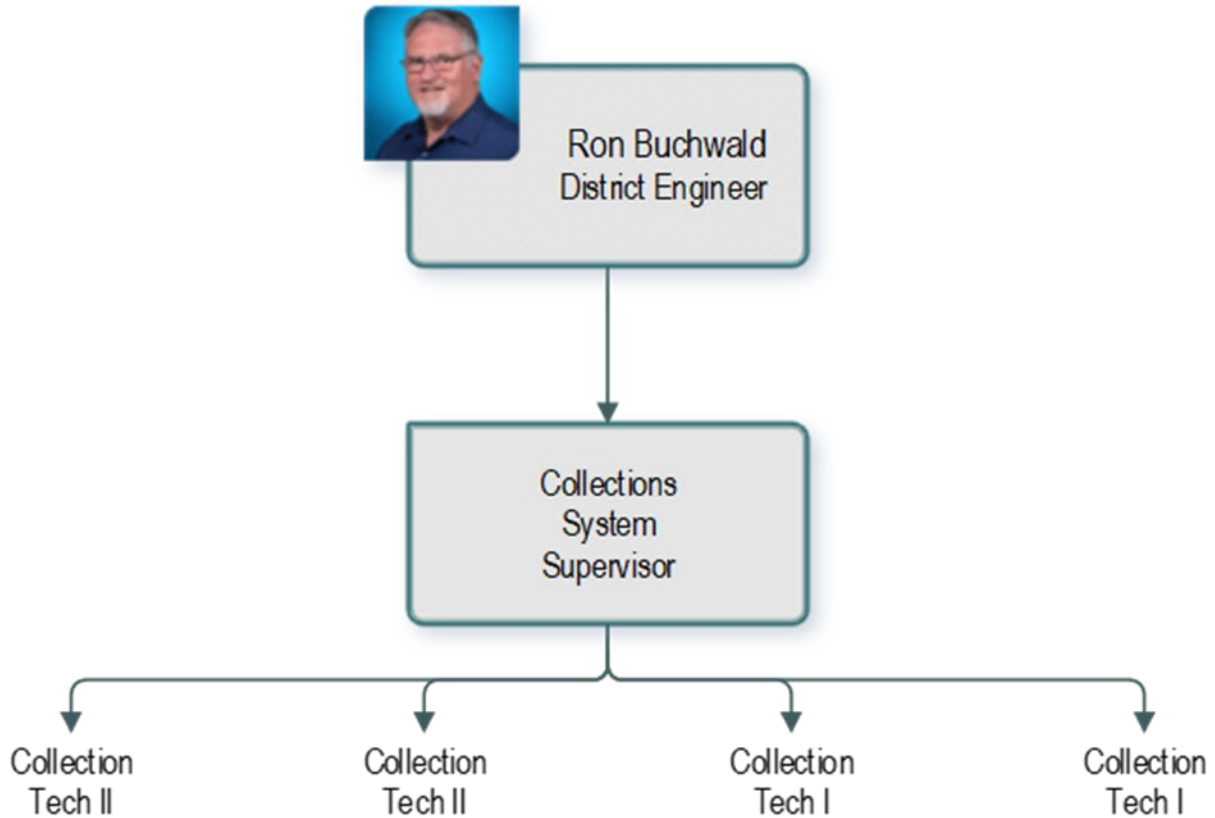 Ron Buchwald
District Engineer
Collections
System
Supervisor
Collection
Tech II
Collection
Tech II
Collection
Tech I
Collection
Tech I